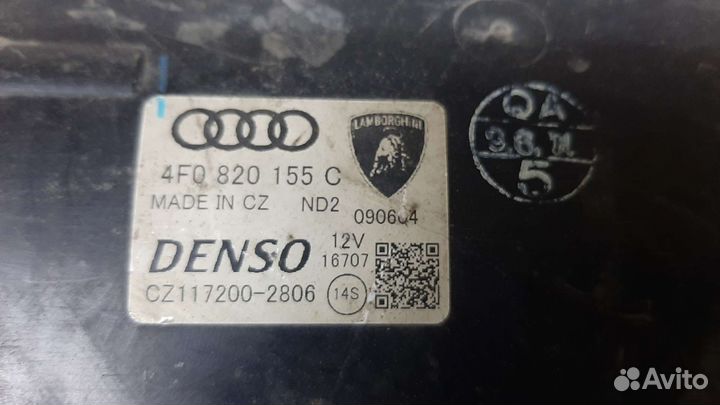 LAMBORGHINI
4F0 820 155 C
MADE IN CZ ND2 090604
DENSO 12V
16707
CZ117200-2806 14S
QA
5
Avito